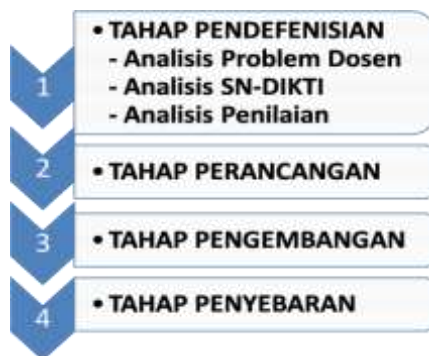 1
• TAHAP PENDEFENISIAN
- Analisis Problem Dosen
- Analisis SN-DIKTI
- Analisis Penilaian
2
• TAHAP PERANCANGAN
3
• TAHAP PENGEMBANGAN
4
• TAHAP PENYEBARAN